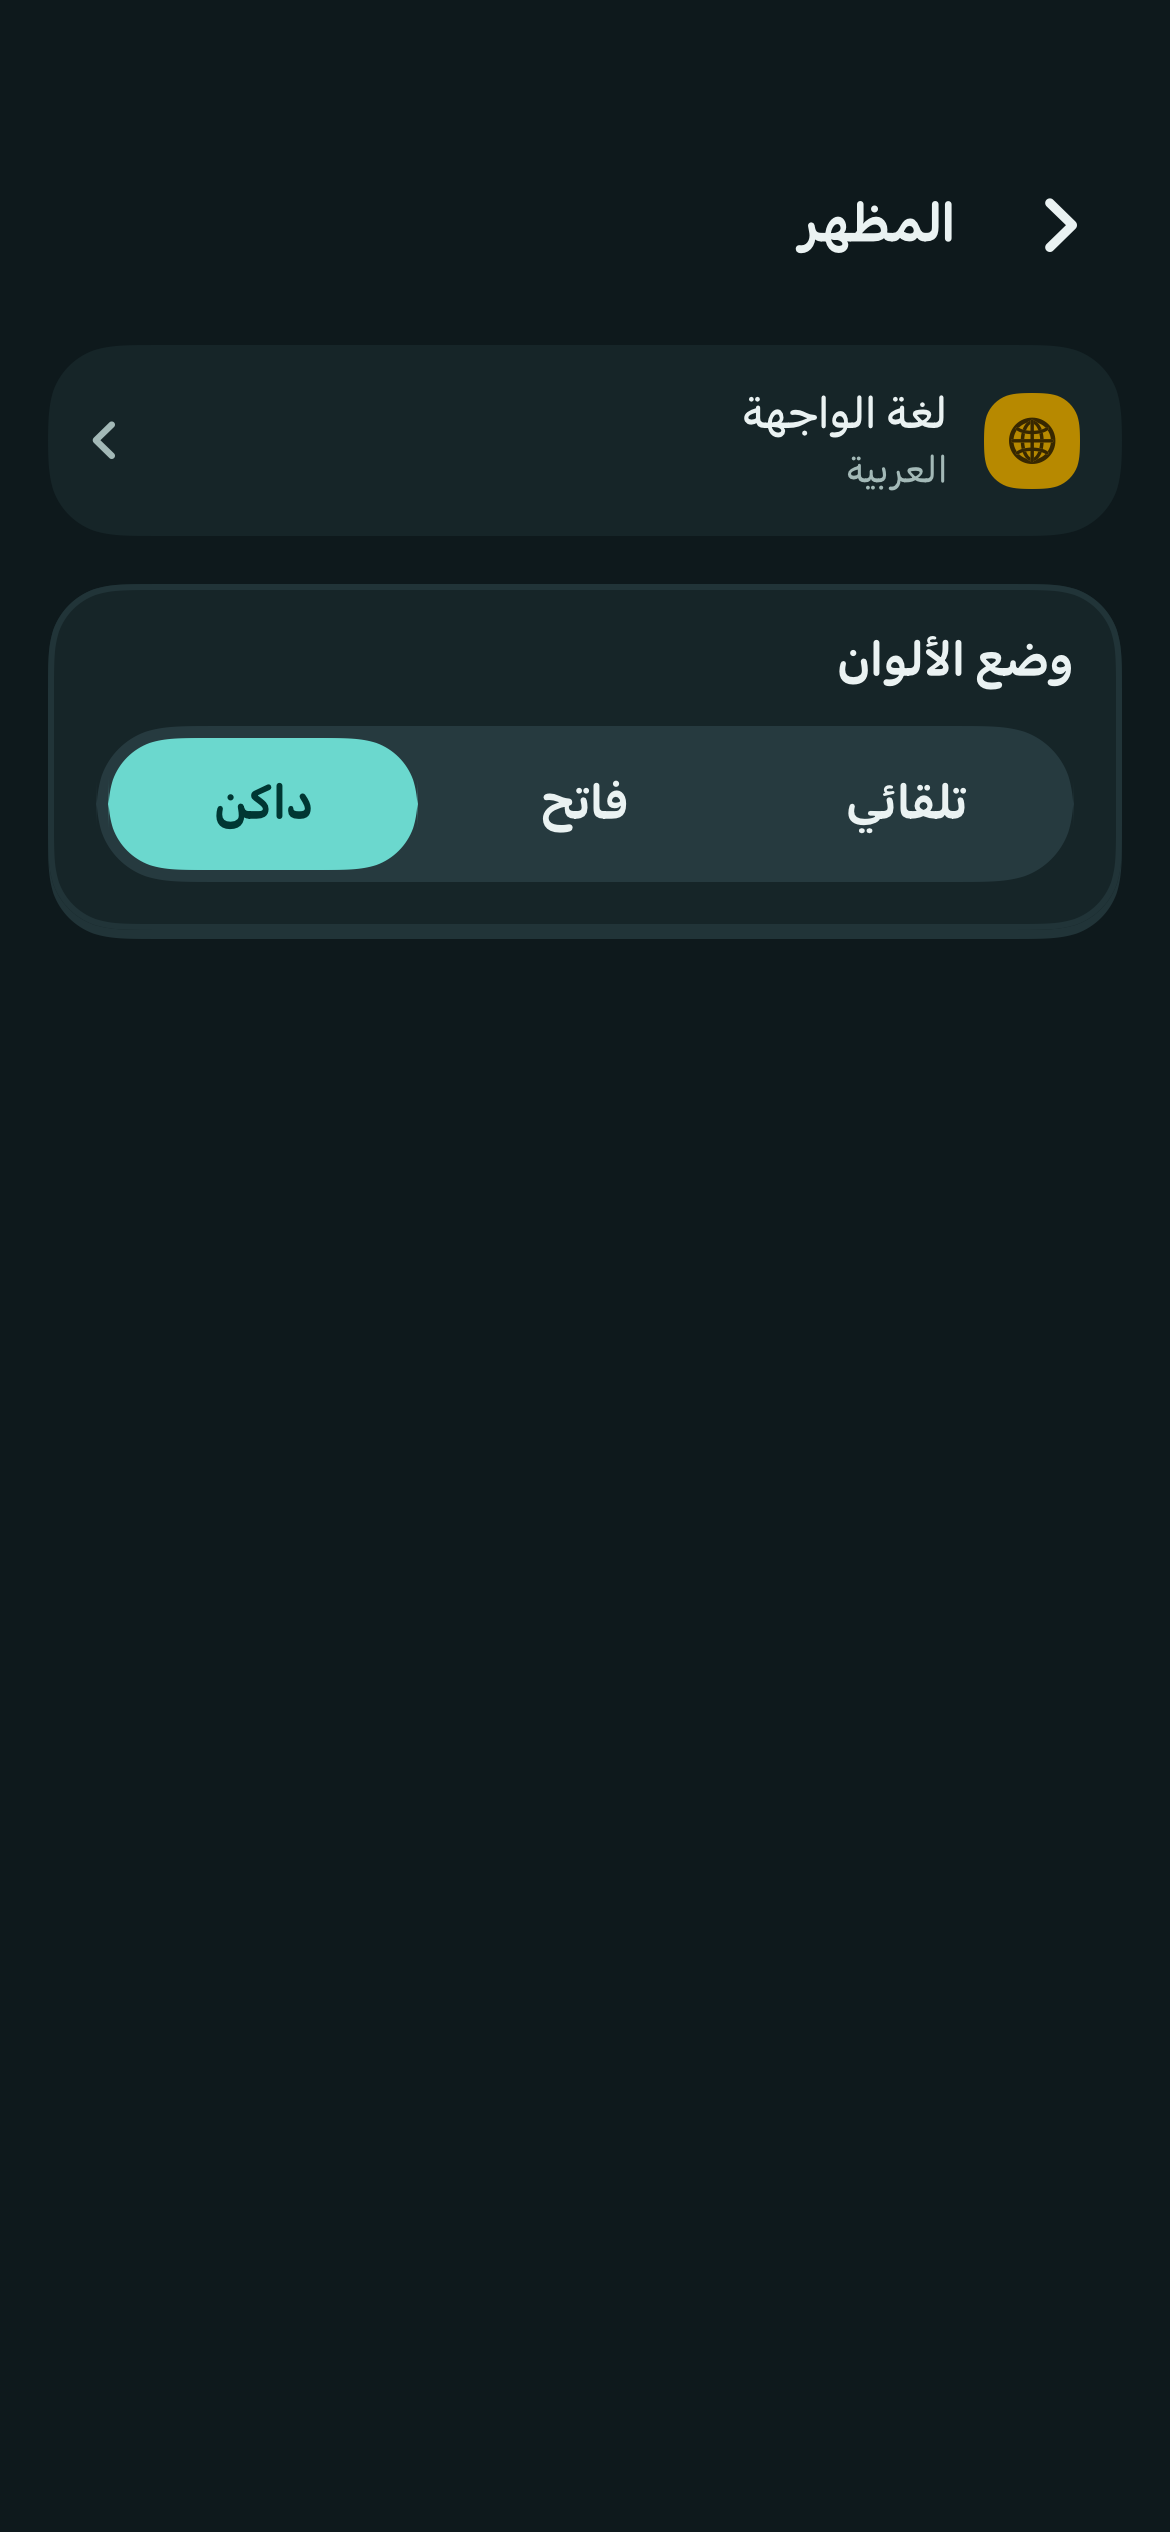 المظهر
لغة الواجهة
العربية
وضع الألوان
تلقائي
فاتح
داكن